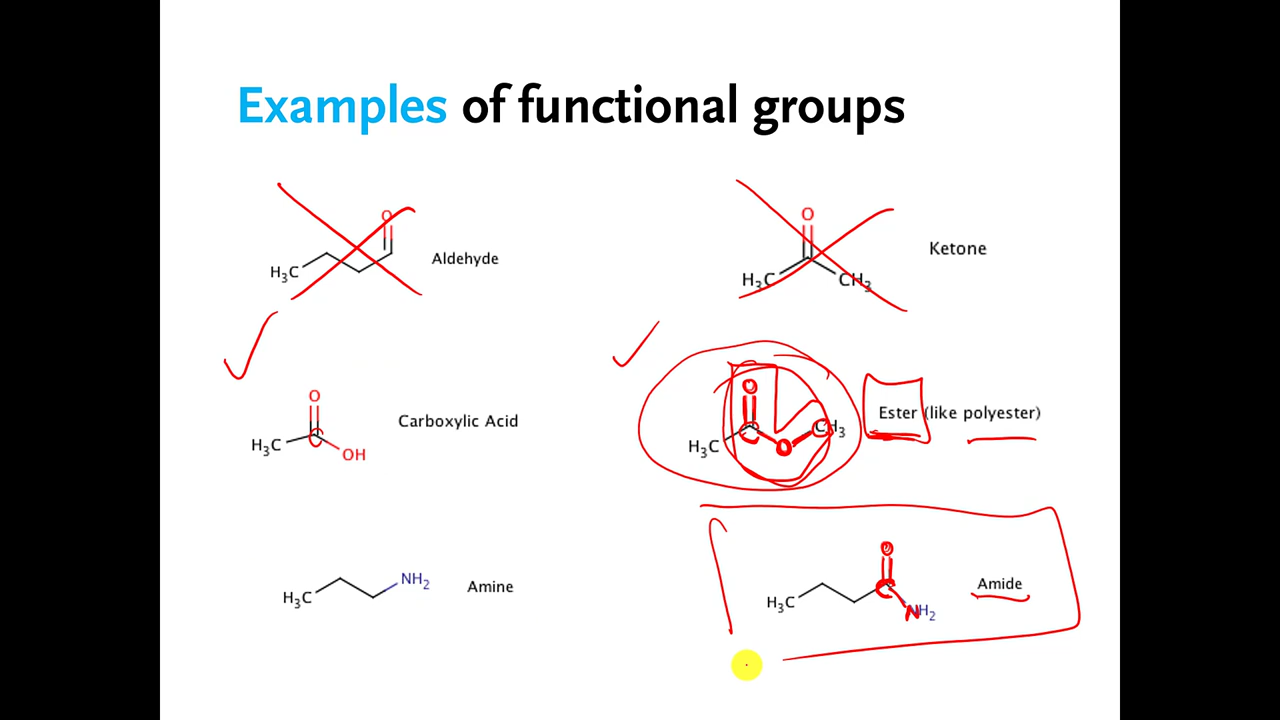 Examples of functional groups
O
H₃C
Aldehyde
O
H₃C
CH₃
Ketone
O
H₃C
OH
Carboxylic Acid
O
H₃C
O
CH₃
Ester (like polyester)
H₃C
NH₂
Amine
O
H₃C
NH₂
Amide